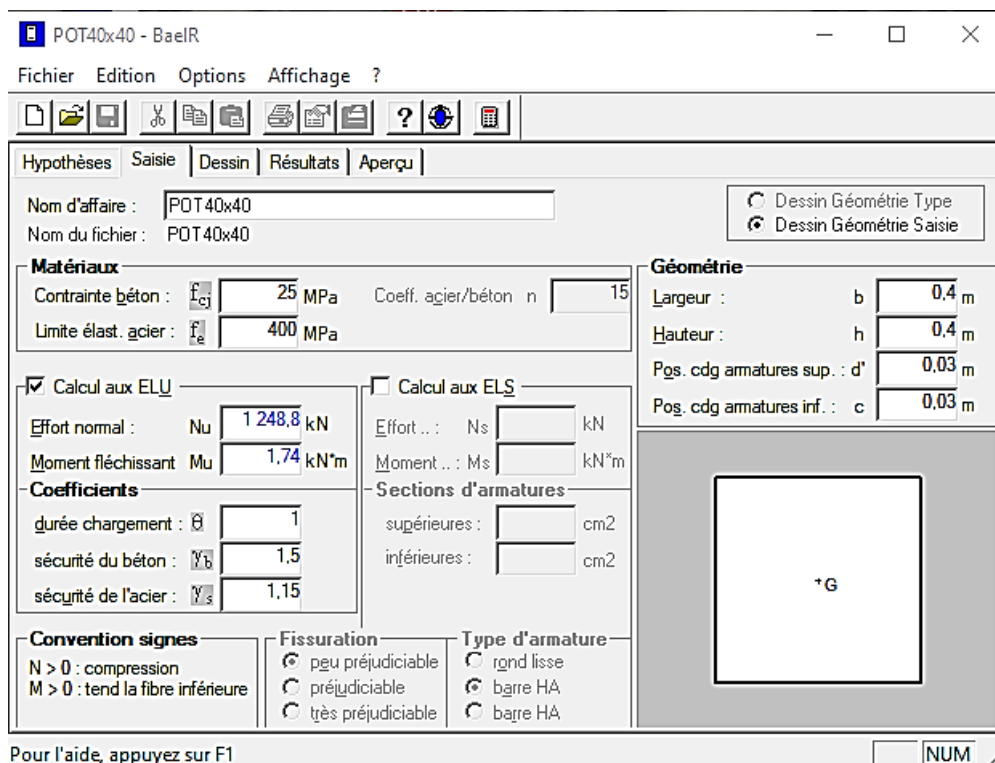 POT40x40 - BaelR
Fichier Edition Options Affichage ?
Hypothèses Saisie Dessin Résultats Aperçu
Nom d'affaire : POT40x40
Nom du fichier : POT40x40
Dessin Géométrie Type
Dessin Géométrie Saisie
Matériaux
Contrainte béton : fcj 25 MPa Coeff. acier/béton n 15
Limite élast. acier : fe 400 MPa
Géométrie
Largeur : b 0,4 m
Hauteur : h 0,4 m
Pos. cdg armatures sup. : d' 0,03 m
Pos. cdg armatures inf. : c 0,03 m
Calcul aux ELU
Effort normal : Nu 1 248,8 kN
Moment fléchissant Mu 1,74 kN*m
Calcul aux ELS
Effort .. : Ns kN
Moment .. : Ms kN*m
Coefficients
durée chargement : θ 1
sécurité du béton : γb 1,5
sécurité de l'acier : γs 1,15
Sections d'armatures
supérieures : cm2
inférieures : cm2
+G
Convention signes
N > 0 : compression
M > 0 : tend la fibre inférieure
Fissuration
peu préjudiciable
préjudiciable
très préjudiciable
Type d'armature
rond lisse
barre HA
barre HA
Pour l'aide, appuyez sur F1 NUM